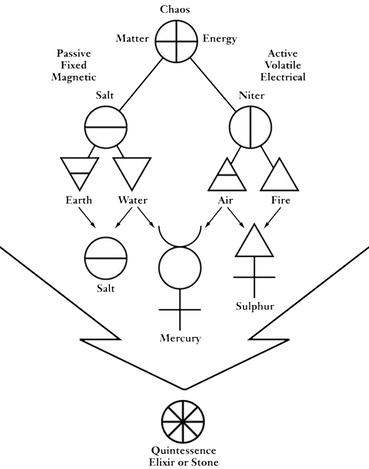 Chaos
Matter
Energy
Passive
Fixed
Magnetic
Active
Volatile
Electrical
Salt
Niter
Earth
Water
Air
Fire
Salt
Sulphur
Mercury
Quintessence
Elixir or Stone